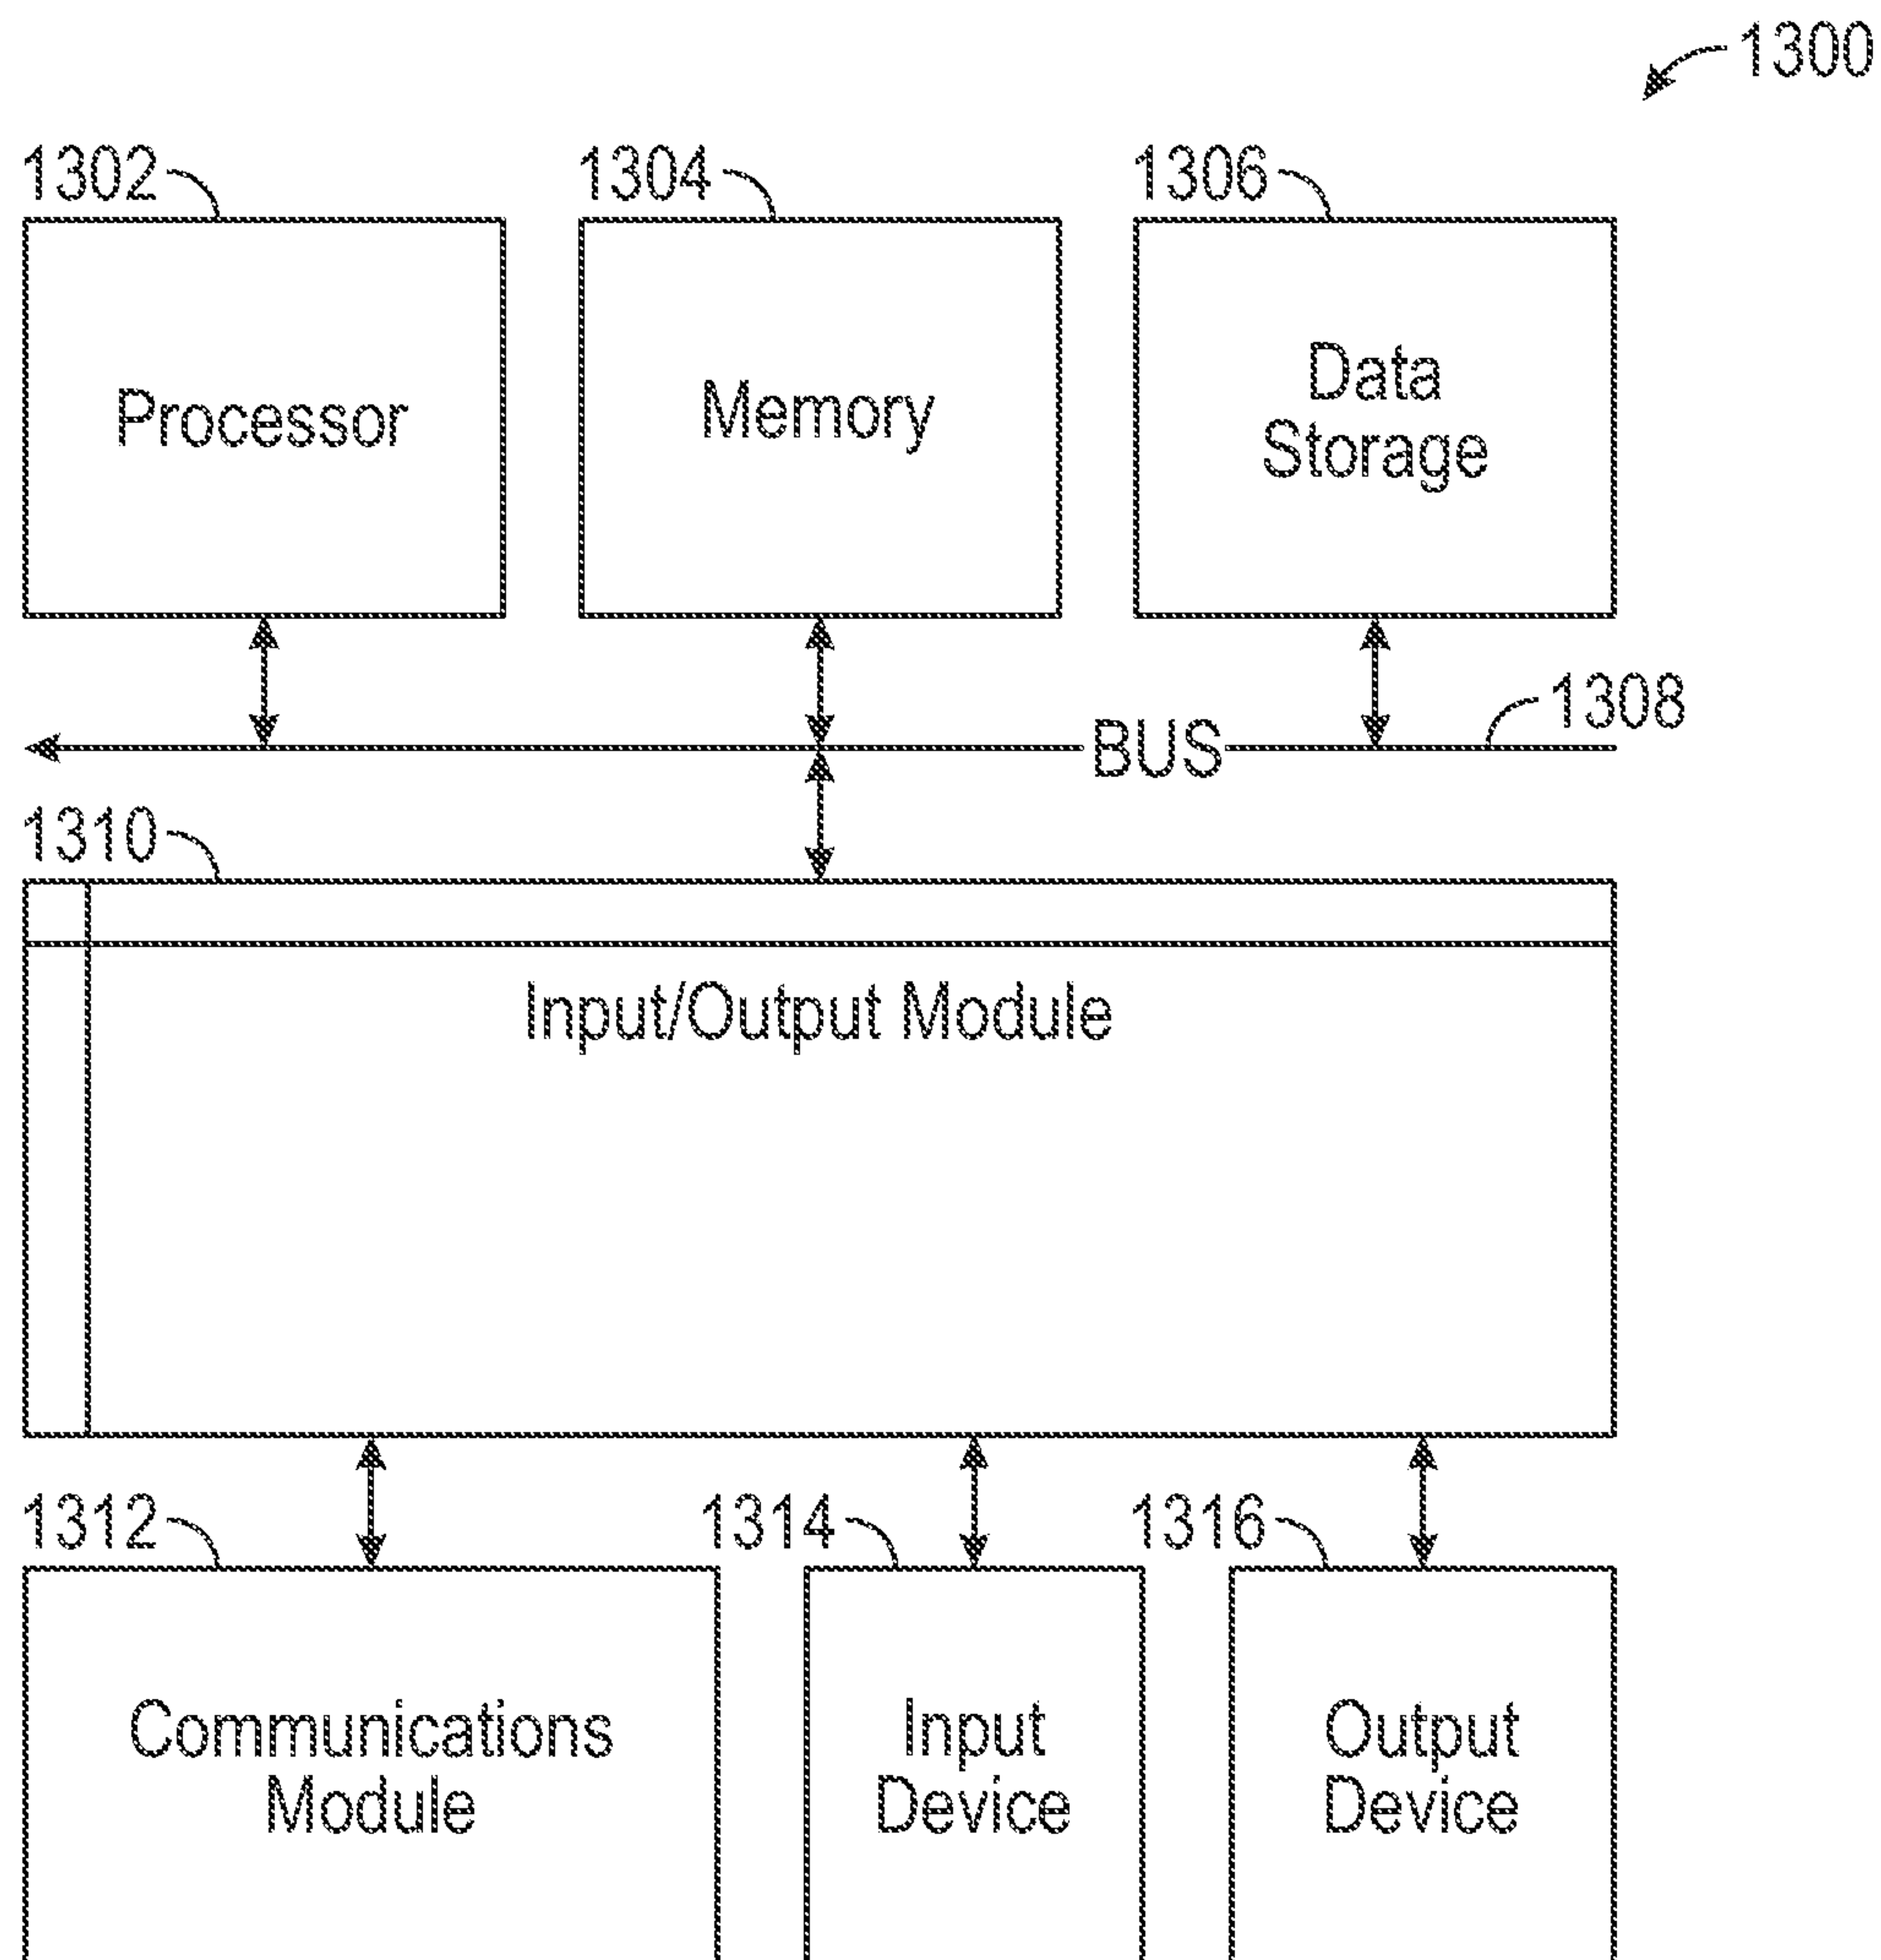 1300
1302
1304
1306
Processor
Memory
Data
Storage
1308
BUS
1310
Input/Output Module
1312
1314
1316
Communications
Module
Input
Device
Output
Device